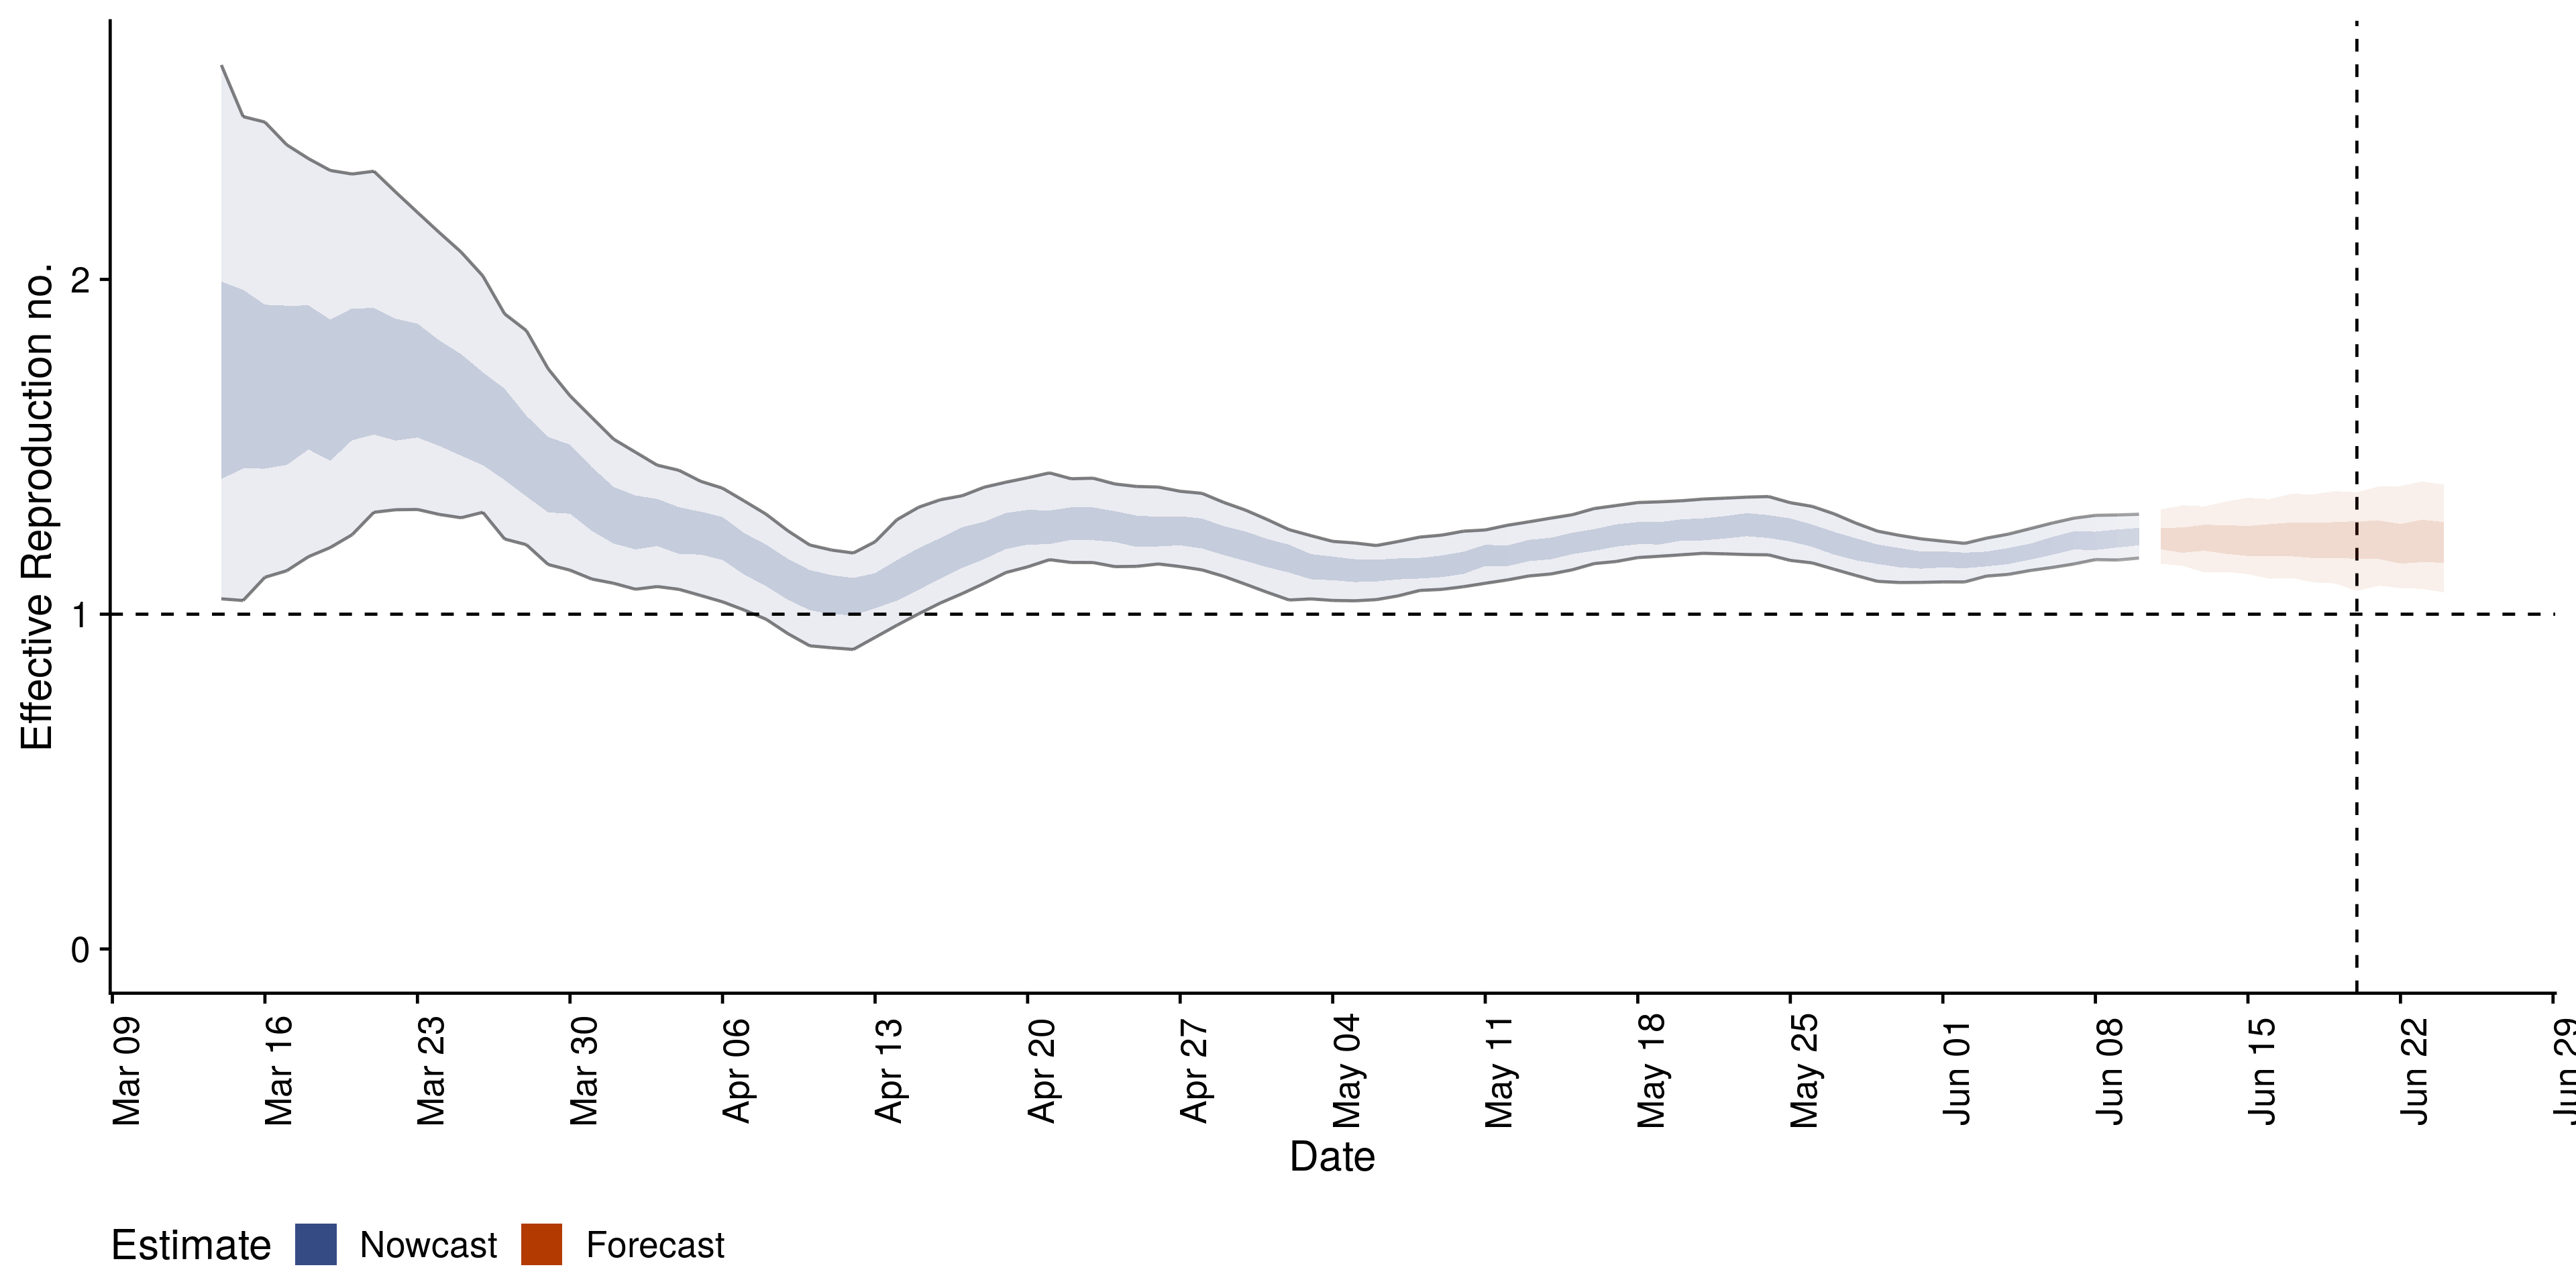 Effective Reproduction no.
2
1
0
Mar 09
Mar 16
Mar 23
Mar 30
Apr 06
Apr 13
Apr 20
Apr 27
May 04
May 11
May 18
May 25
Jun 01
Jun 08
Jun 15
Jun 22
Jun 29
Date
Estimate Nowcast Forecast